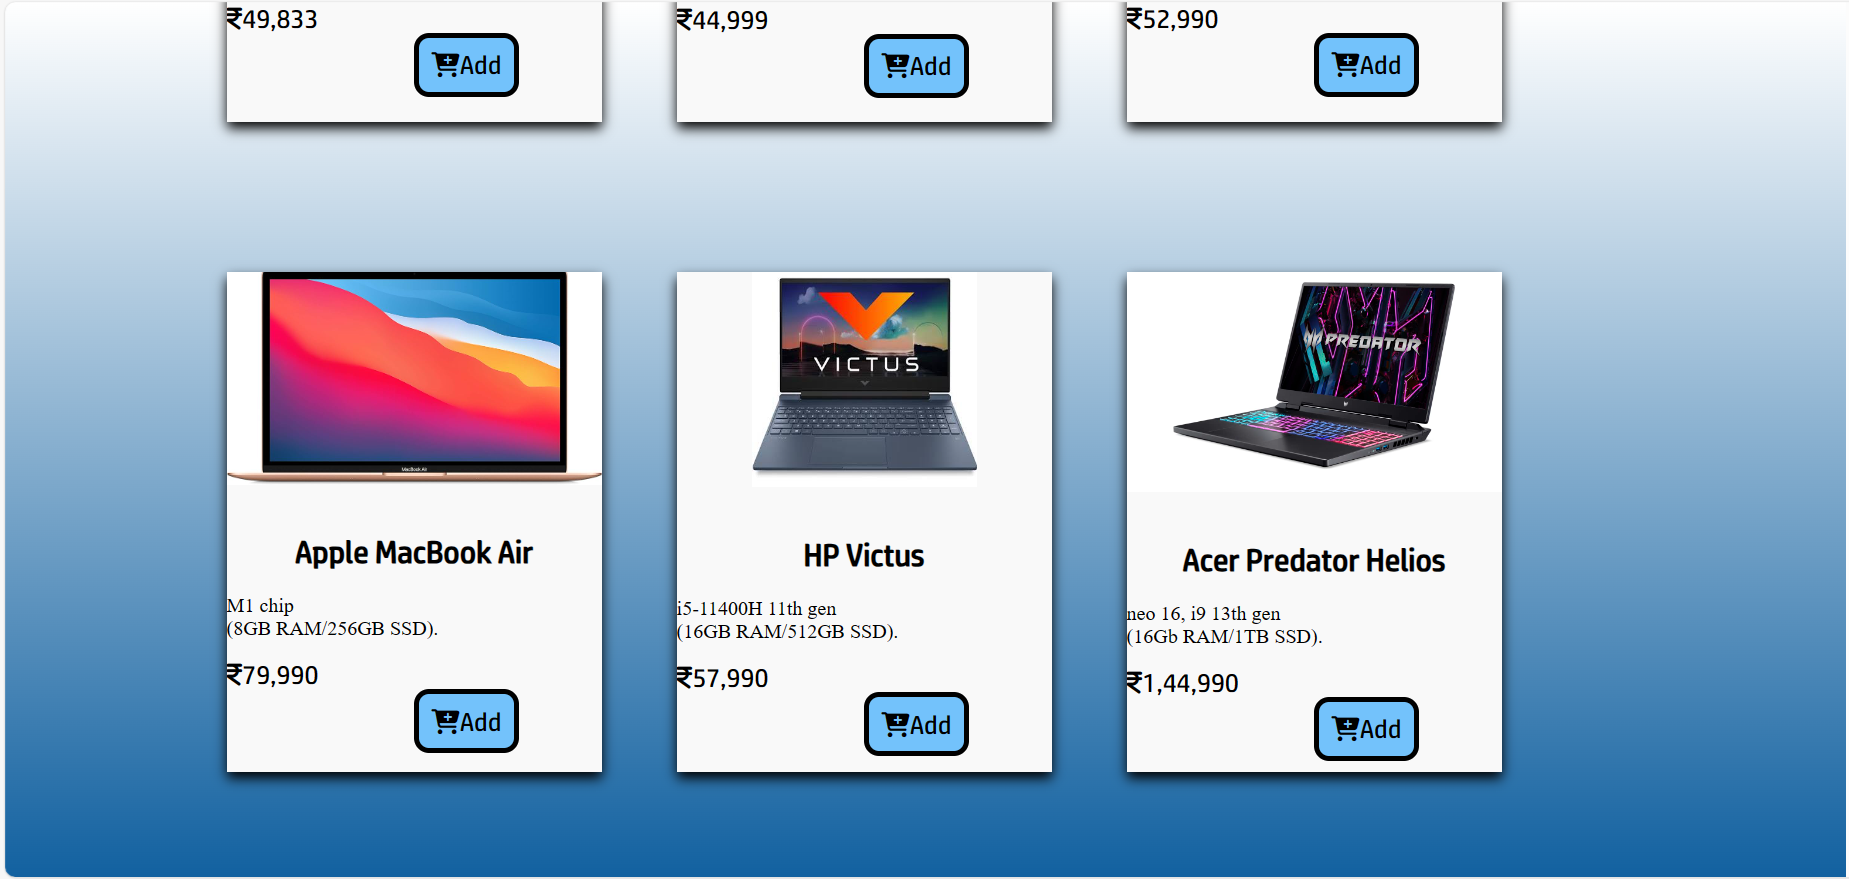 ₹49,833
Add
₹44,999
Add
₹52,990
Add
MacBook Air
Apple MacBook Air
M1 chip
(8GB RAM/256GB SSD).
₹79,990
Add
VICTUS
HP Victus
i5-11400H 11th gen
(16GB RAM/512GB SSD).
₹57,990
Add
PREDATOR
Acer Predator Helios
neo 16, i9 13th gen
(16Gb RAM/1TB SSD).
₹1,44,990
Add